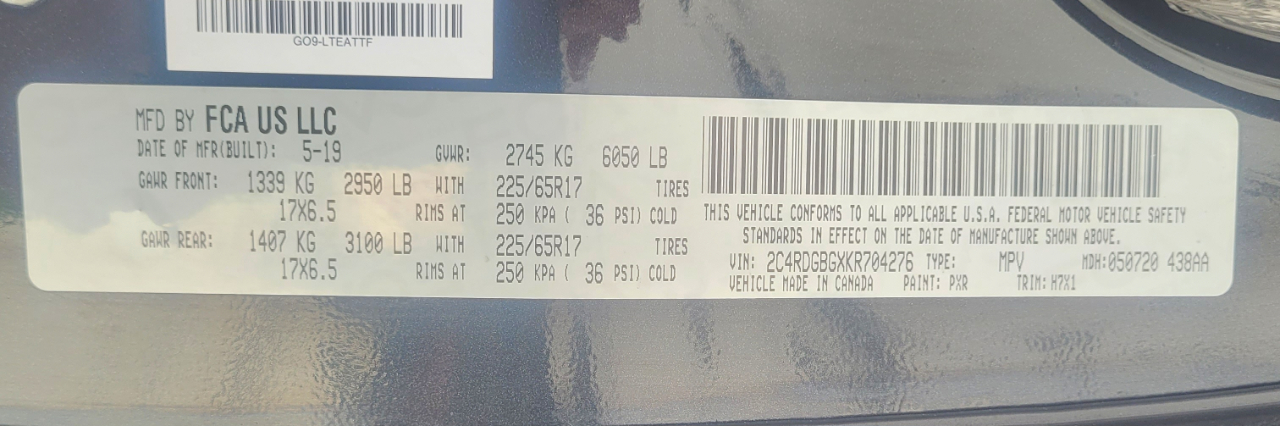 GO9-LTEATTF
MFD BY FCA US LLC
DATE OF MFR(BUILT): 5-19 GVWR: 2745 KG 6050 LB
GAWR FRONT: 1339 KG 2950 LB WITH 225/65R17 TIRES
17X6.5 RIMS AT 250 KPA ( 36 PSI) COLD
GAWR REAR: 1407 KG 3100 LB WITH 225/65R17 TIRES
17X6.5 RIMS AT 250 KPA ( 36 PSI) COLD
THIS VEHICLE CONFORMS TO ALL APPLICABLE U.S.A. FEDERAL MOTOR VEHICLE SAFETY
STANDARDS IN EFFECT ON THE DATE OF MANUFACTURE SHOWN ABOVE.
VIN: 2C4RDGBGXKR704276 TYPE: MPV MDH:050720 438AA
VEHICLE MADE IN CANADA PAINT: PXR TRIM: H7X1